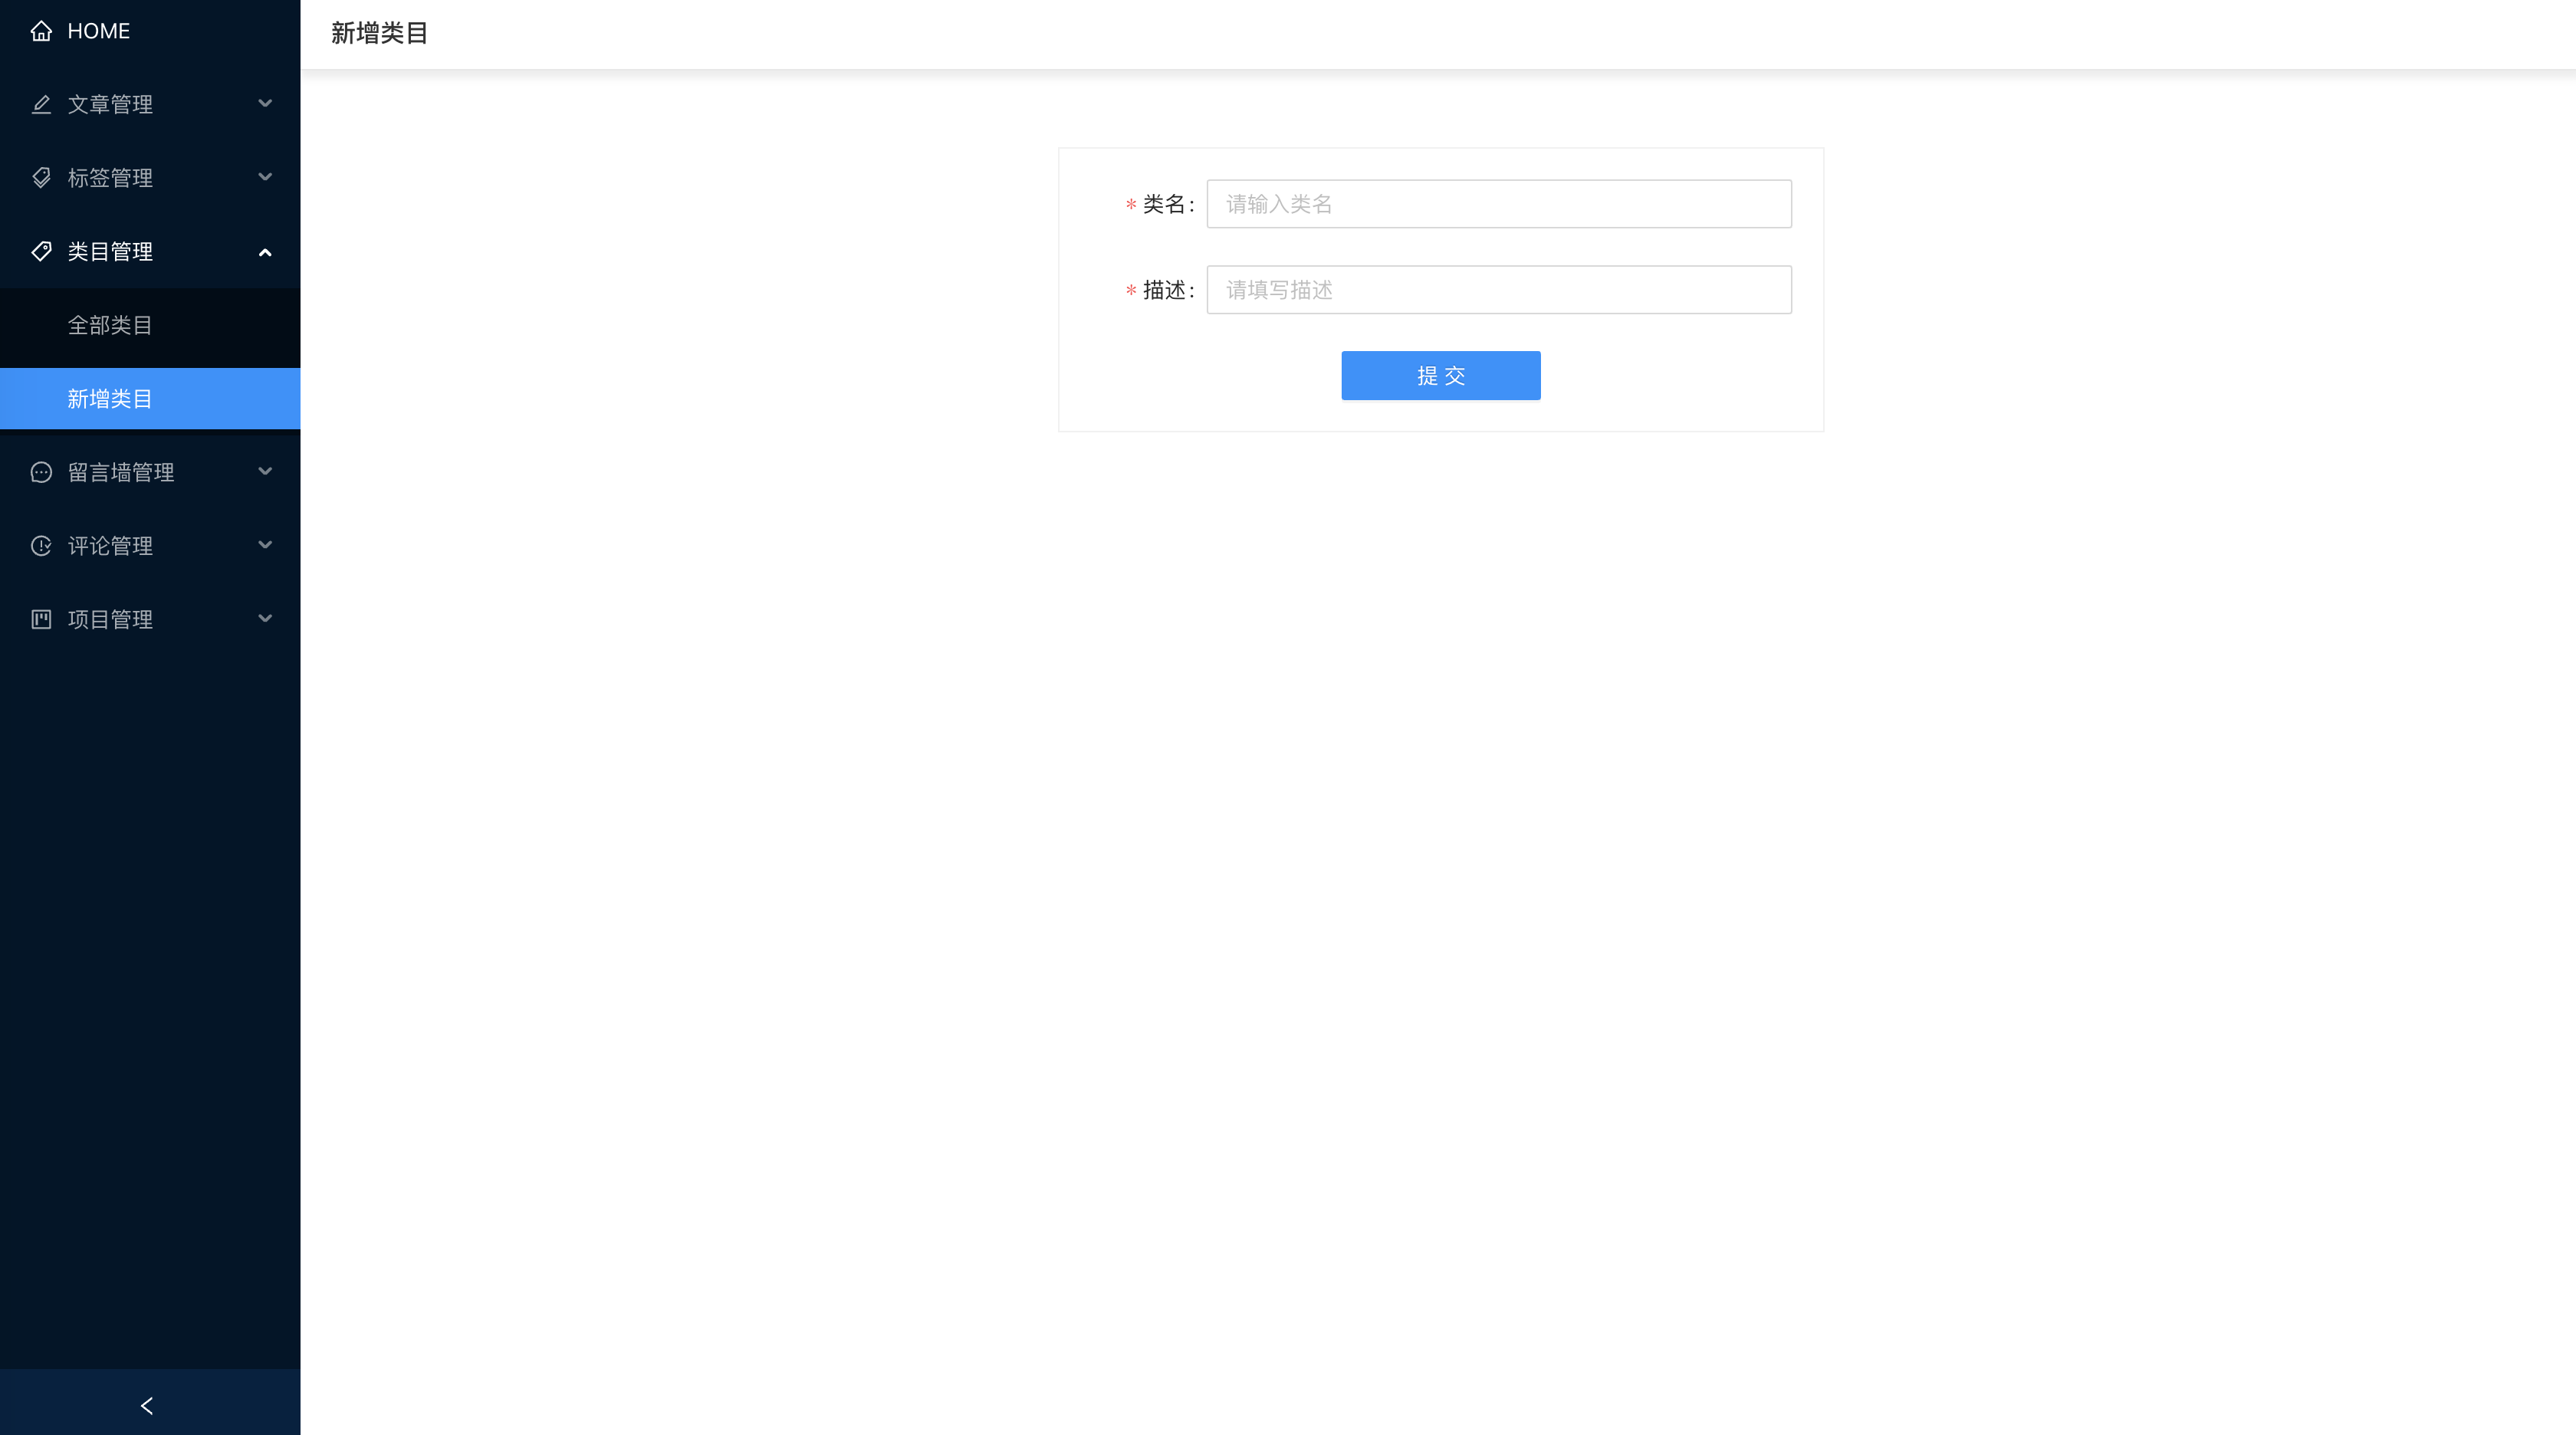 HOME
文章管理
标签管理
类目管理
全部类目
新增类目
留言墙管理
评论管理
项目管理
新增类目
* 类名: 请输入类名
* 描述: 请填写描述
提 交